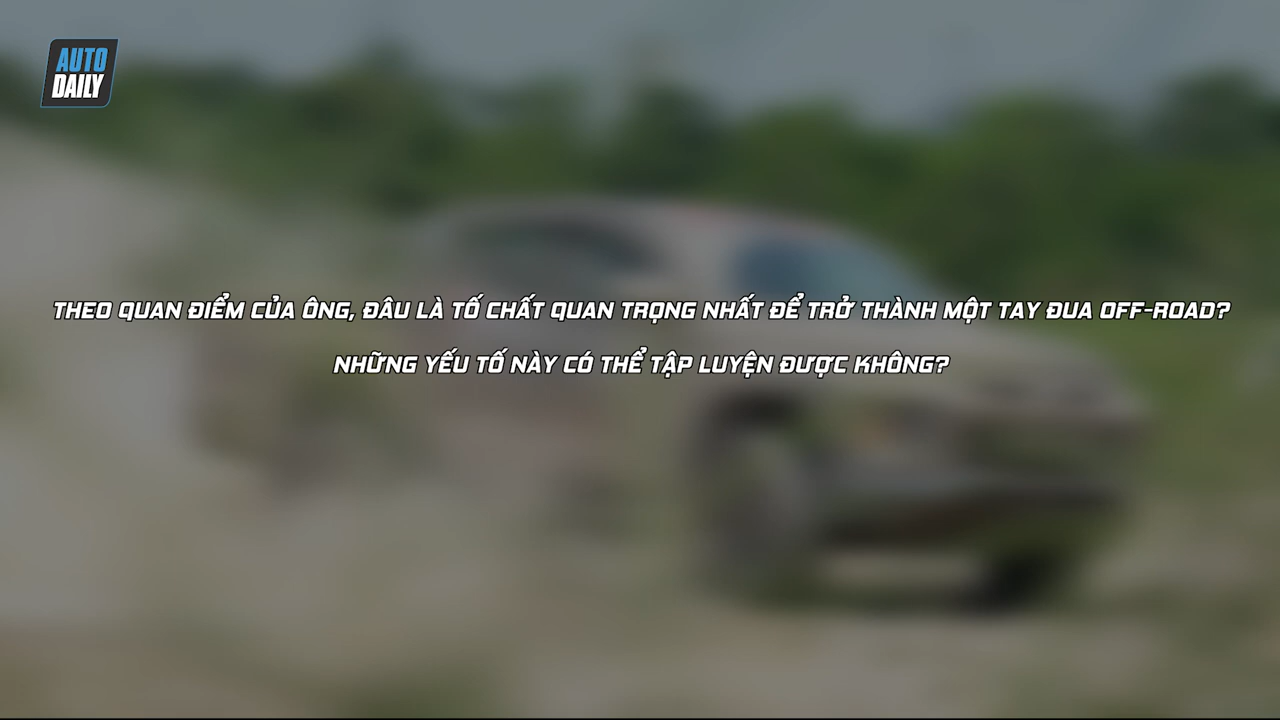 AUTO
DAILY
THEO QUAN ĐIỂM CỦA ÔNG, ĐÂU LÀ TỐ CHẤT QUAN TRỌNG NHẤT ĐỂ TRỞ THÀNH MỘT TAY ĐUA OFF-ROAD?
NHỮNG YẾU TỐ NÀY CÓ THỂ TẬP LUYỆN ĐƯỢC KHÔNG?